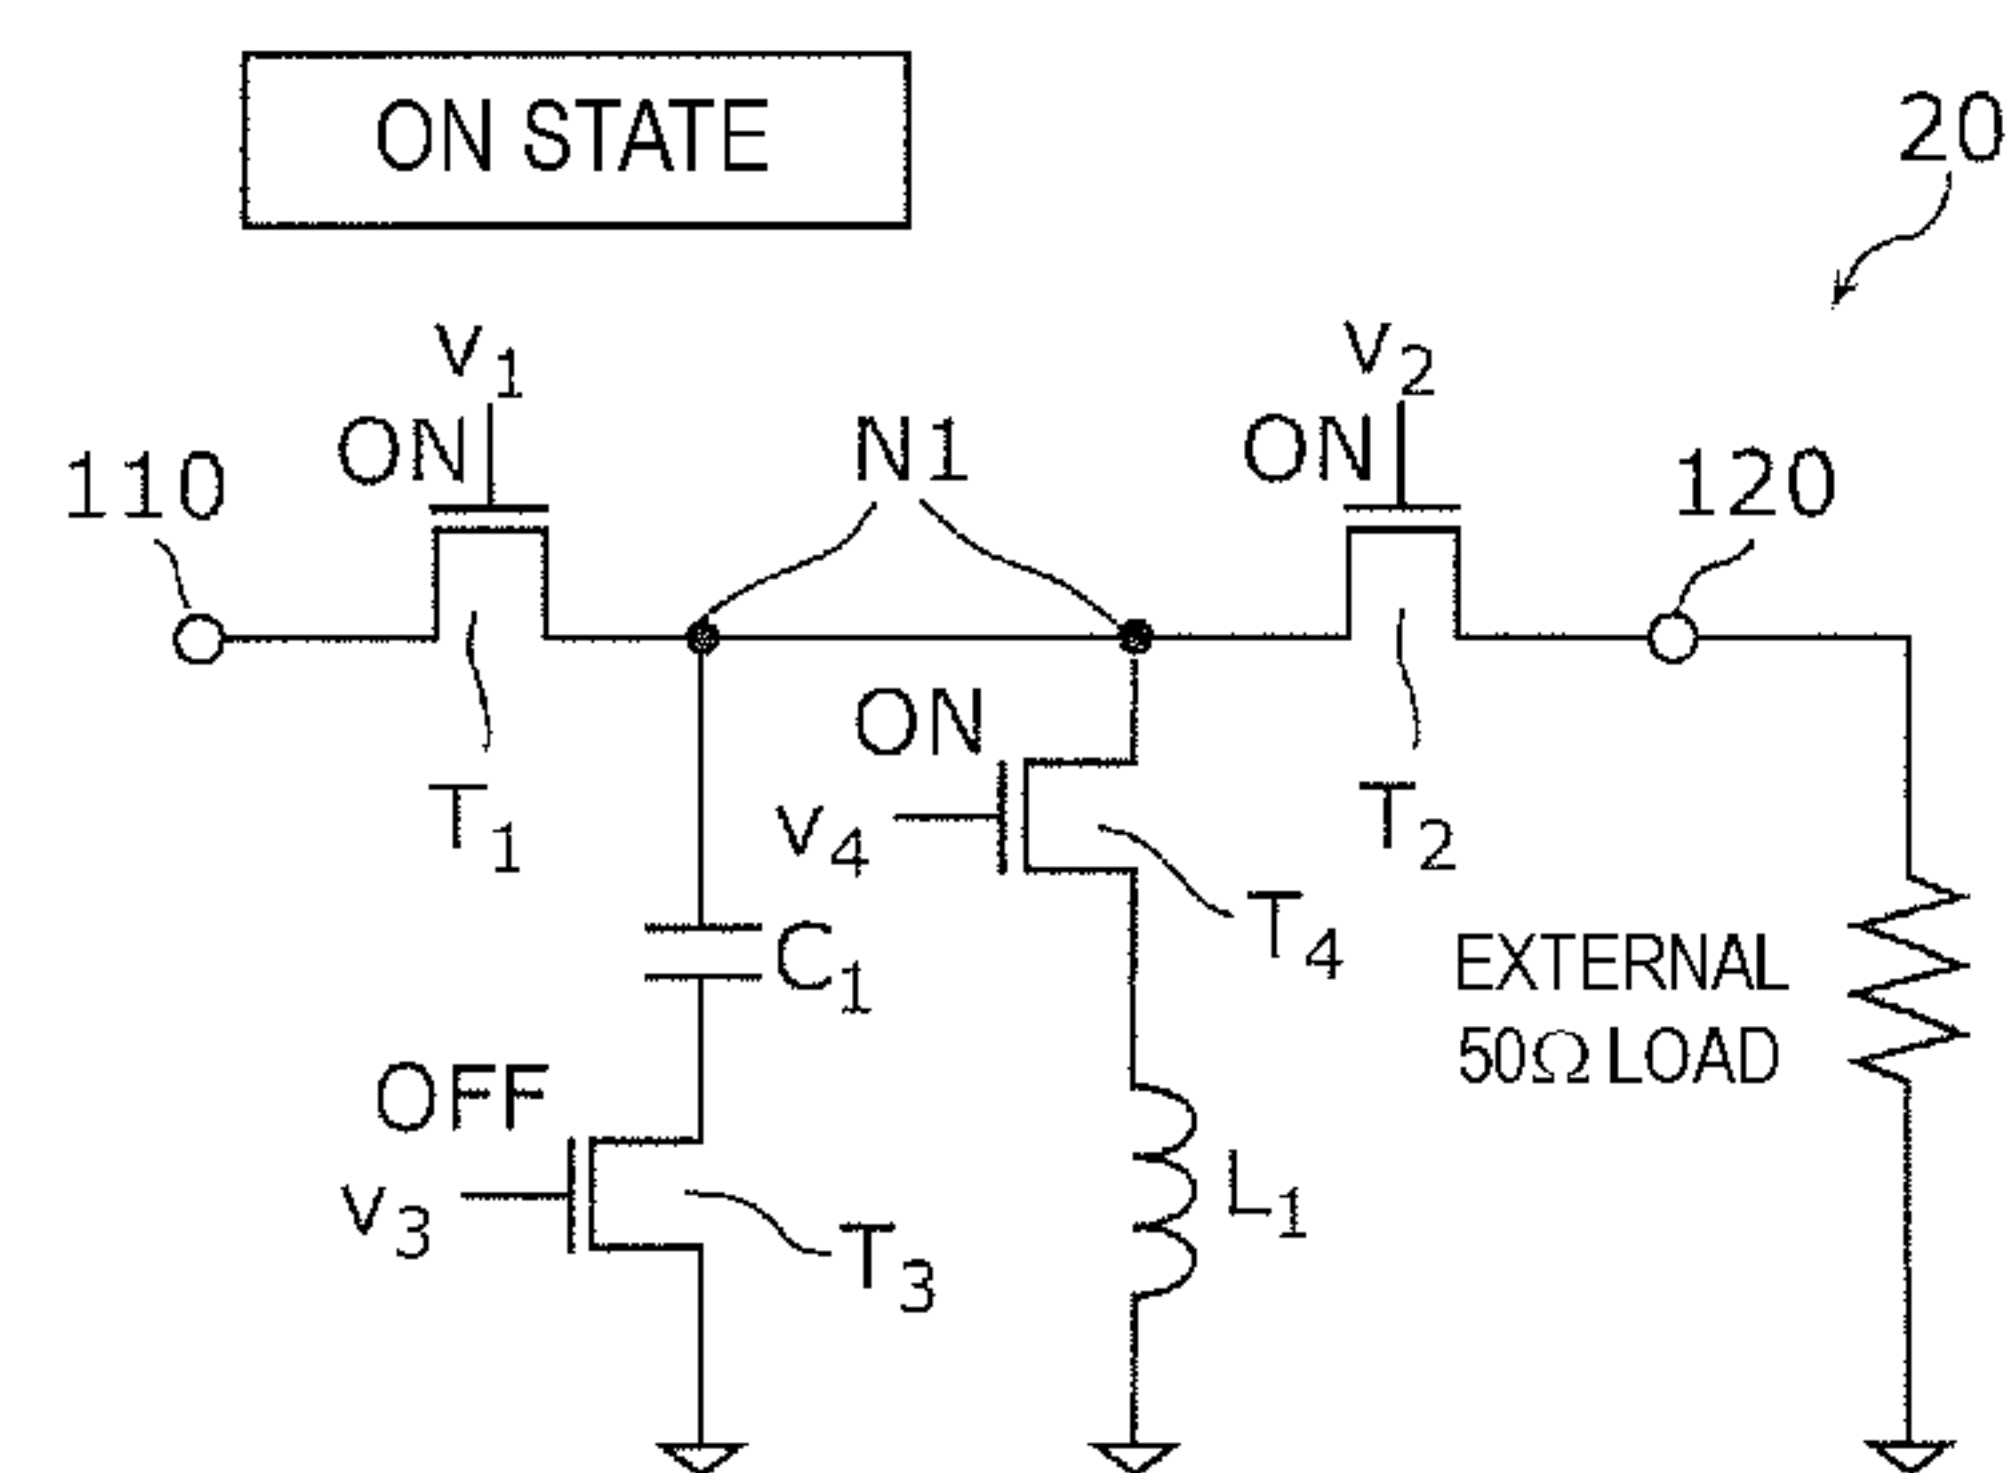 ON STATE
20
V1
V2
ON
N1
ON
110
120
ON
T1
V4
T2
T4
C1
EXTERNAL
50Ω LOAD
OFF
V3
T3
L1